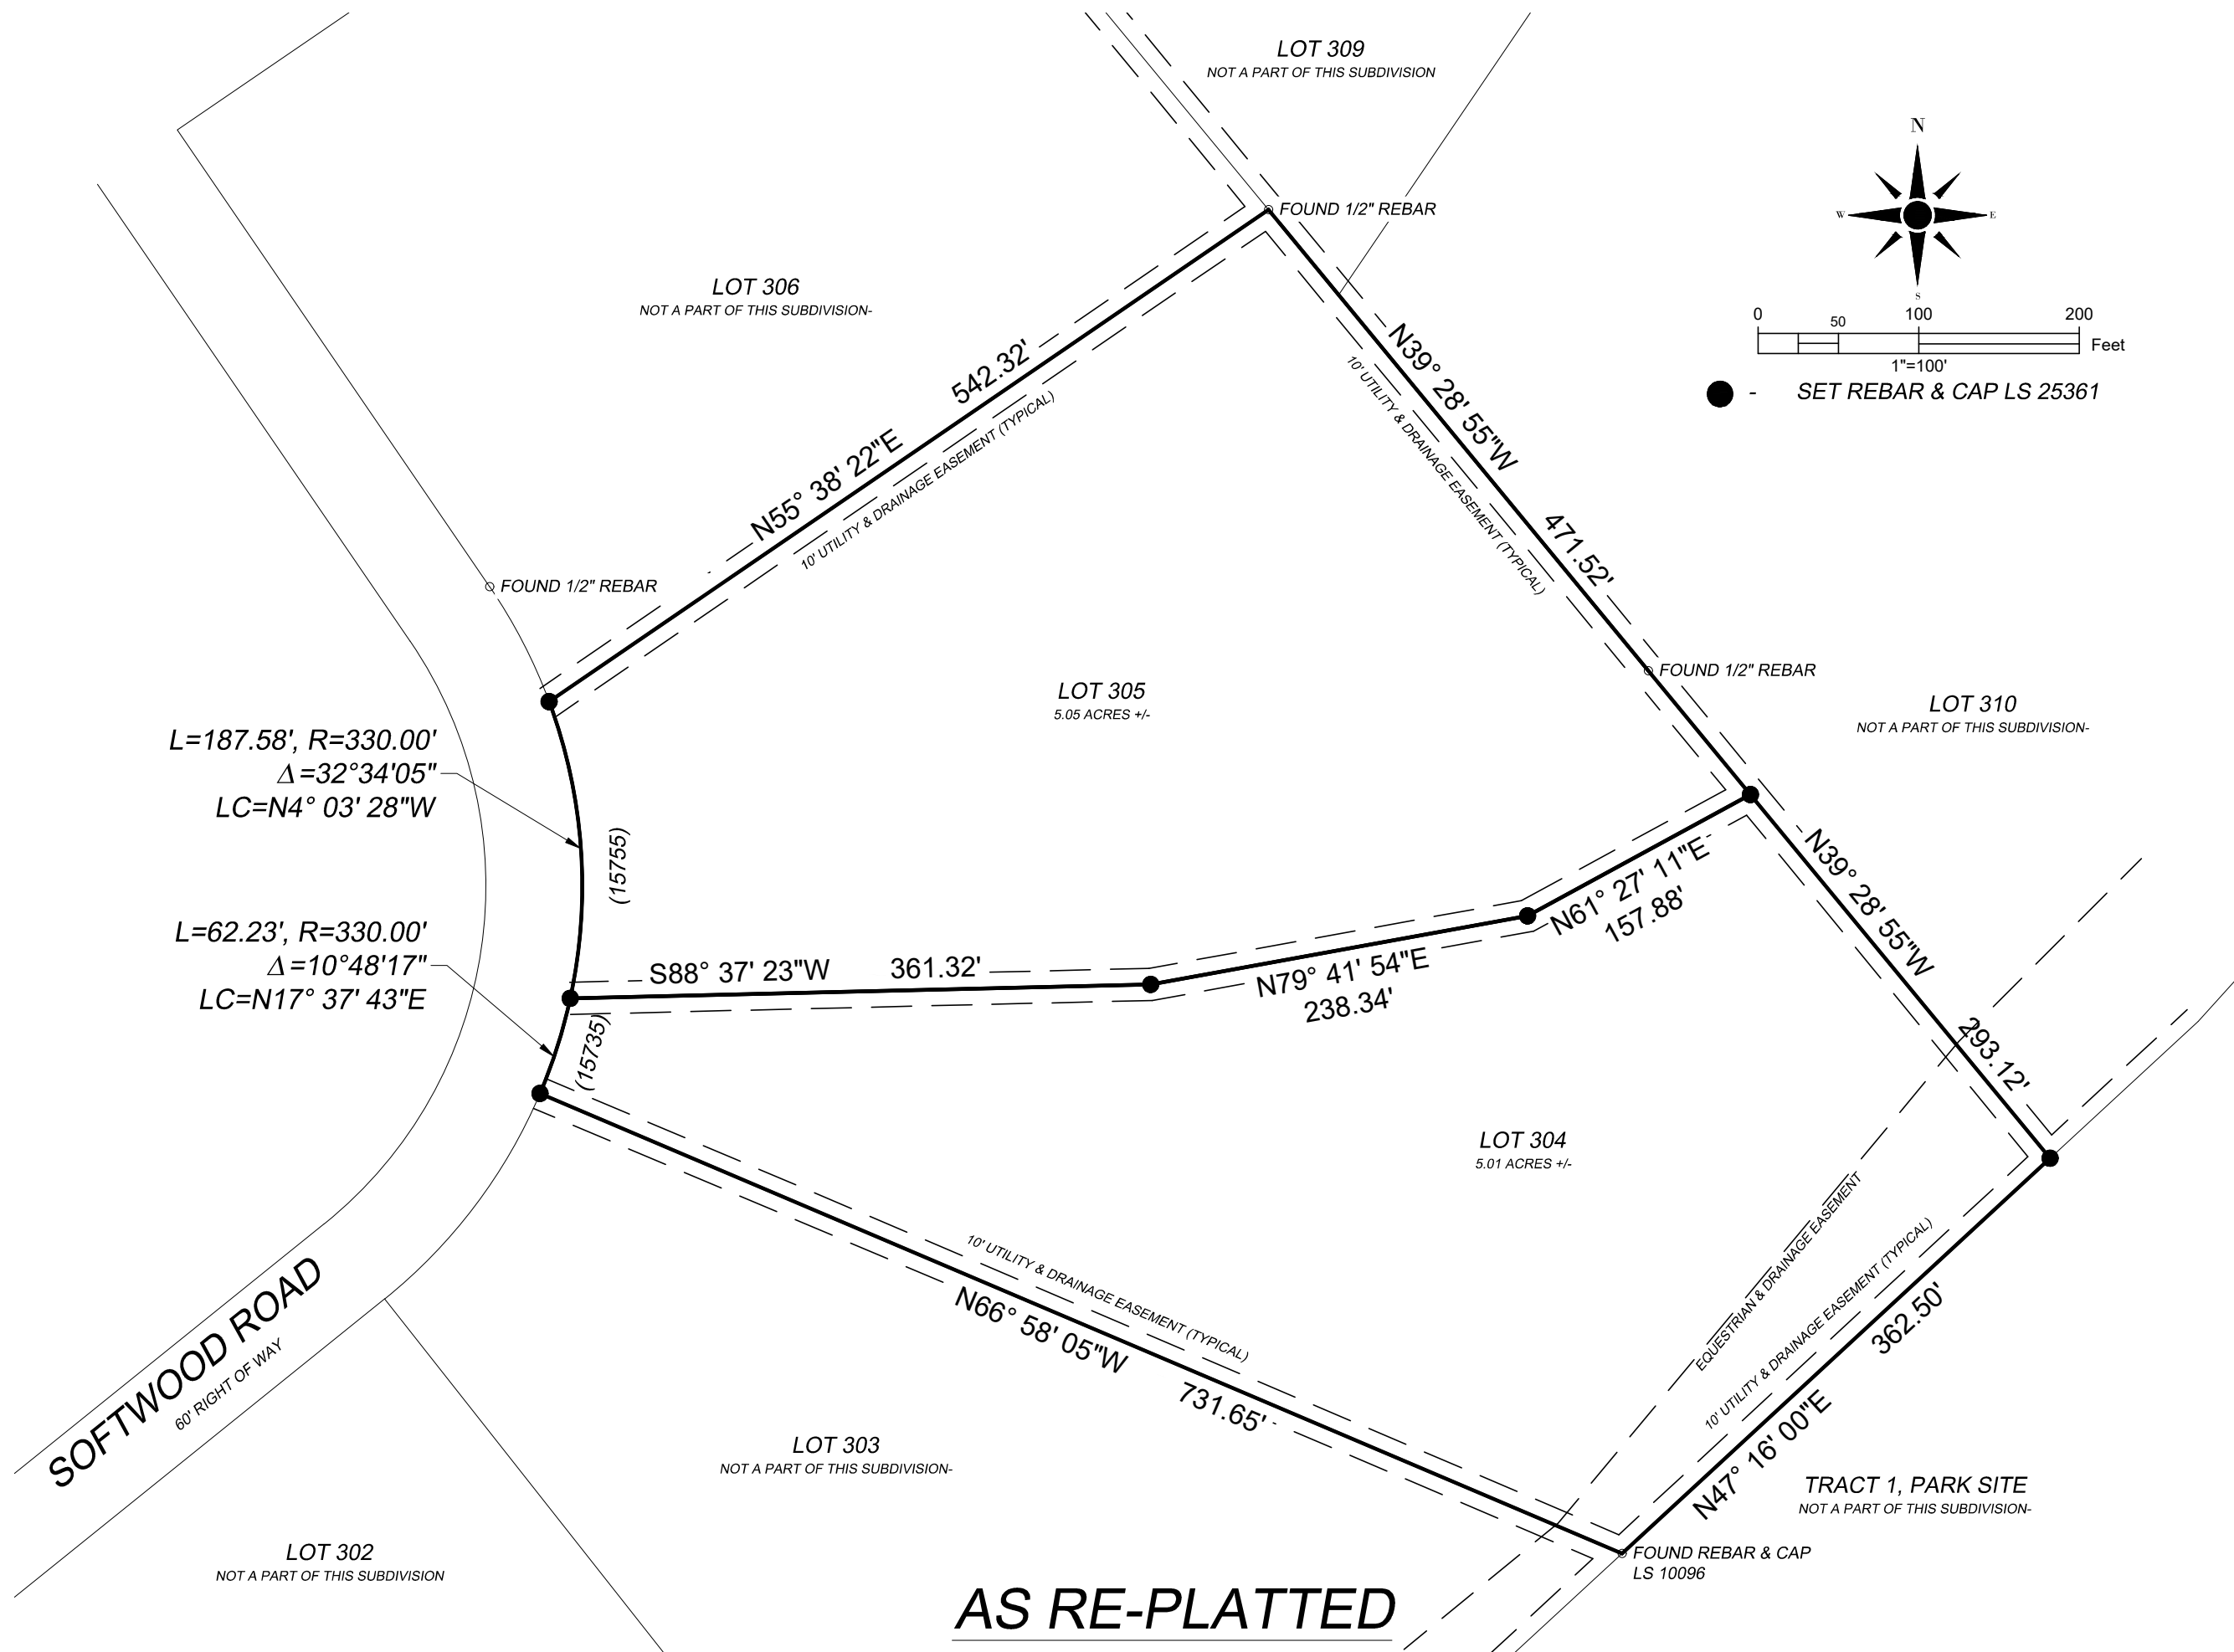 LOT 309
NOT A PART OF THIS SUBDIVISION
N
W
E
S
FOUND 1/2" REBAR
LOT 306
NOT A PART OF THIS SUBDIVISION-
0
50
100
200
Feet
1"=100'
- SET REBAR & CAP LS 25361
N55° 38' 22"E 542.32'
10' UTILITY & DRAINAGE EASEMENT (TYPICAL)
N39° 28' 55"W 471.52'
10' UTILITY & DRAINAGE EASEMENT (TYPICAL)
FOUND 1/2" REBAR
FOUND 1/2" REBAR
LOT 305
5.05 ACRES +/-
LOT 310
NOT A PART OF THIS SUBDIVISION-
L=187.58', R=330.00'
Δ=32°34'05"
LC=N4° 03' 28"W
(15755)
N61° 27' 11"E
157.88'
N39° 28' 55"W 293.12'
L=62.23', R=330.00'
Δ=10°48'17"
LC=N17° 37' 43"E
S88° 37' 23"W 361.32'
N79° 41' 54"E
238.34'
(15735)
LOT 304
5.01 ACRES +/-
EQUESTRIAN & DRAINAGE EASEMENT
10' UTILITY & DRAINAGE EASEMENT (TYPICAL)
N66° 58' 05"W 731.65'
10' UTILITY & DRAINAGE EASEMENT (TYPICAL)
N47° 16' 00"E 362.50'
SOFTWOOD ROAD
60' RIGHT OF WAY
LOT 303
NOT A PART OF THIS SUBDIVISION-
TRACT 1, PARK SITE
NOT A PART OF THIS SUBDIVISION-
LOT 302
NOT A PART OF THIS SUBDIVISION
FOUND REBAR & CAP
LS 10096
AS RE-PLATTED